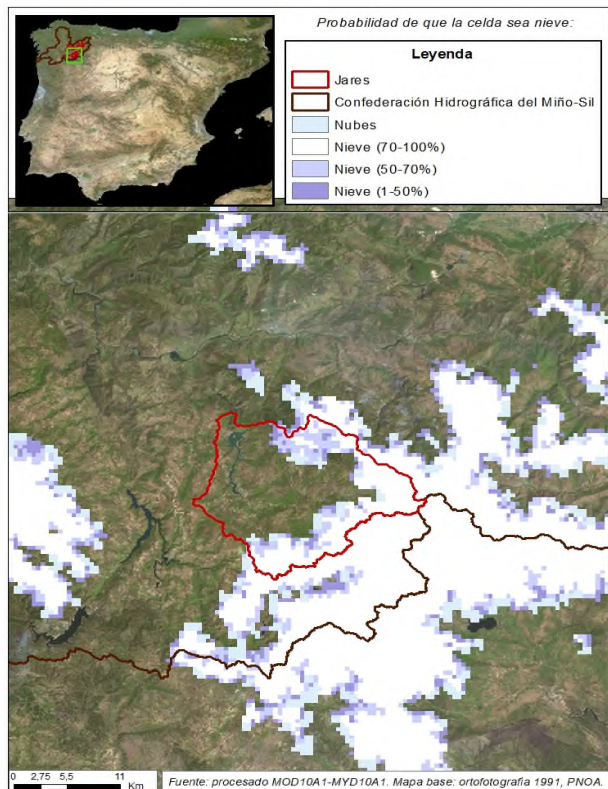 Probabilidad de que la celda sea nieve:
Leyenda
Jares
Confederación Hidrográfica del Miño-Sil
Nubes
Nieve (70-100%)
Nieve (50-70%)
Nieve (1-50%)
0 2,75 5,5 11
Km
Fuente: procesado MOD10A1-MYD10A1. Mapa base: ortofotografía 1991, PNOA.